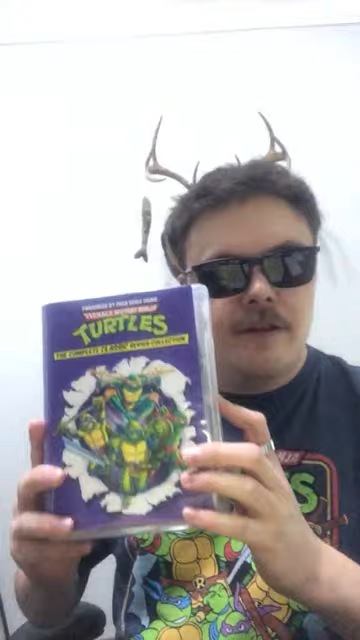 TEENAGE MUTANT NINJA
TURTLES
THE COMPLETE CLASSIC SERIES COLLECTION
R